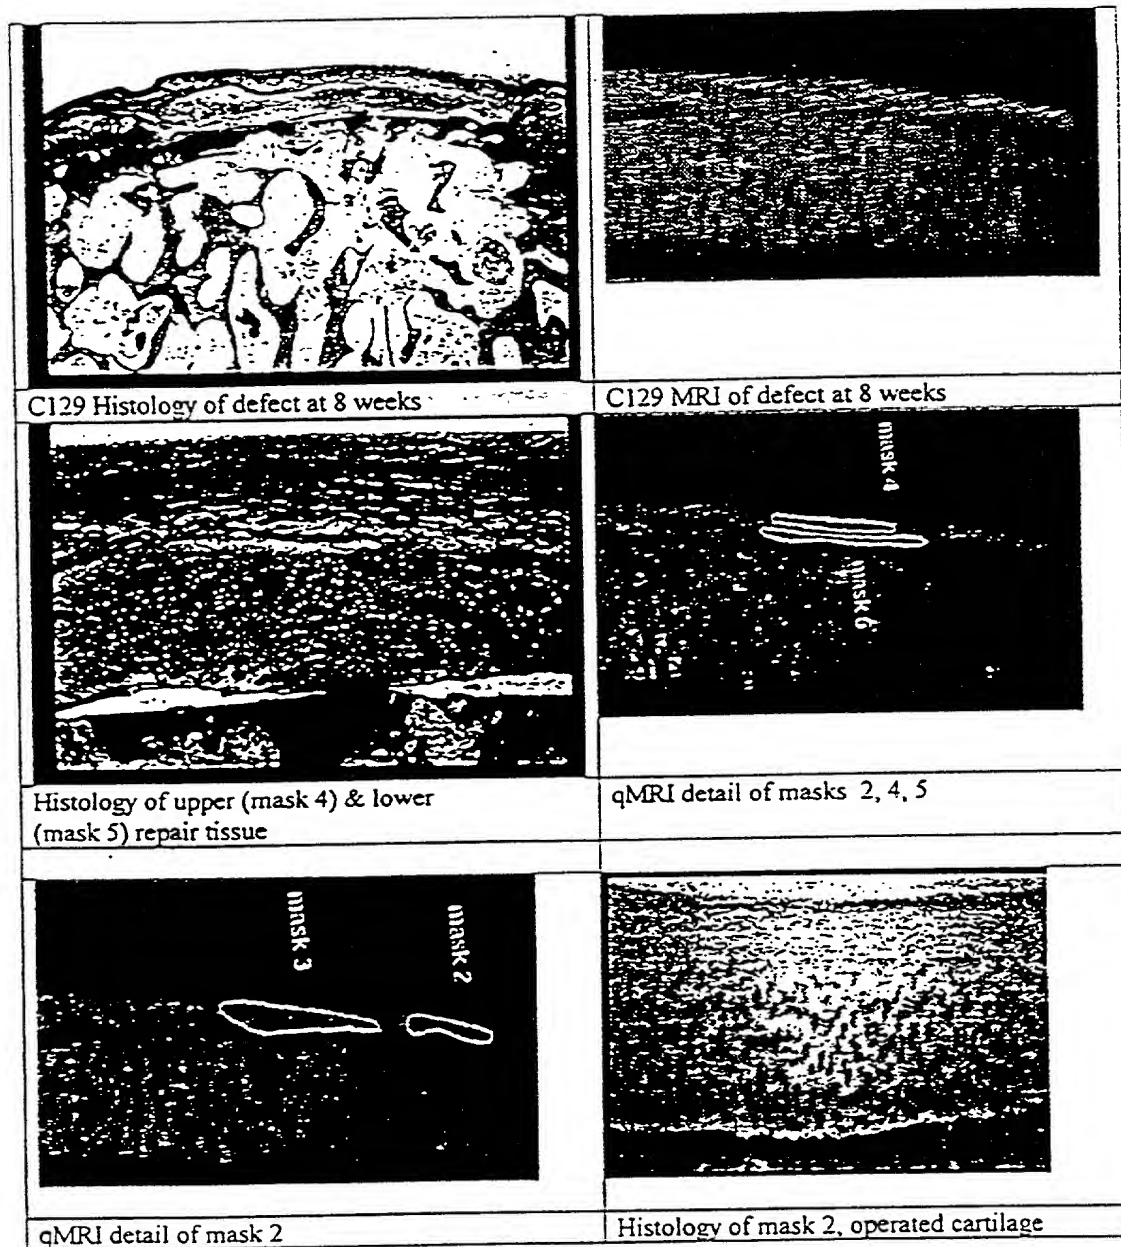 C129 Histology of defect at 8 weeks
C129 MRI of defect at 8 weeks
mask 4
mask 6
Histology of upper (mask 4) & lower
(mask 5) repair tissue
qMRI detail of masks 2, 4, 5
mask 3
mask 2
qMRI detail of mask 2
Histology of mask 2, operated cartilage